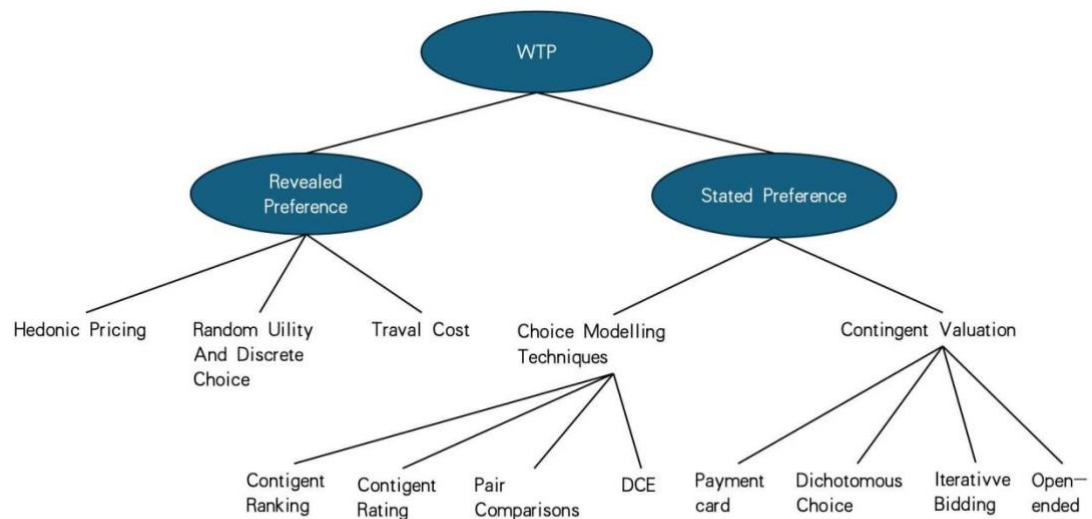 WTP
Revealed
Preference
Stated Preference
Hedonic Pricing
Random Uility
And Discrete
Choice
Traval Cost
Choice Modelling
Techniques
Contingent Valuation
Contigent
Ranking
Contigent
Rating
Pair
Comparisons
DCE
Payment
card
Dichotomous
Choice
Iterativve
Bidding
Open-
ended